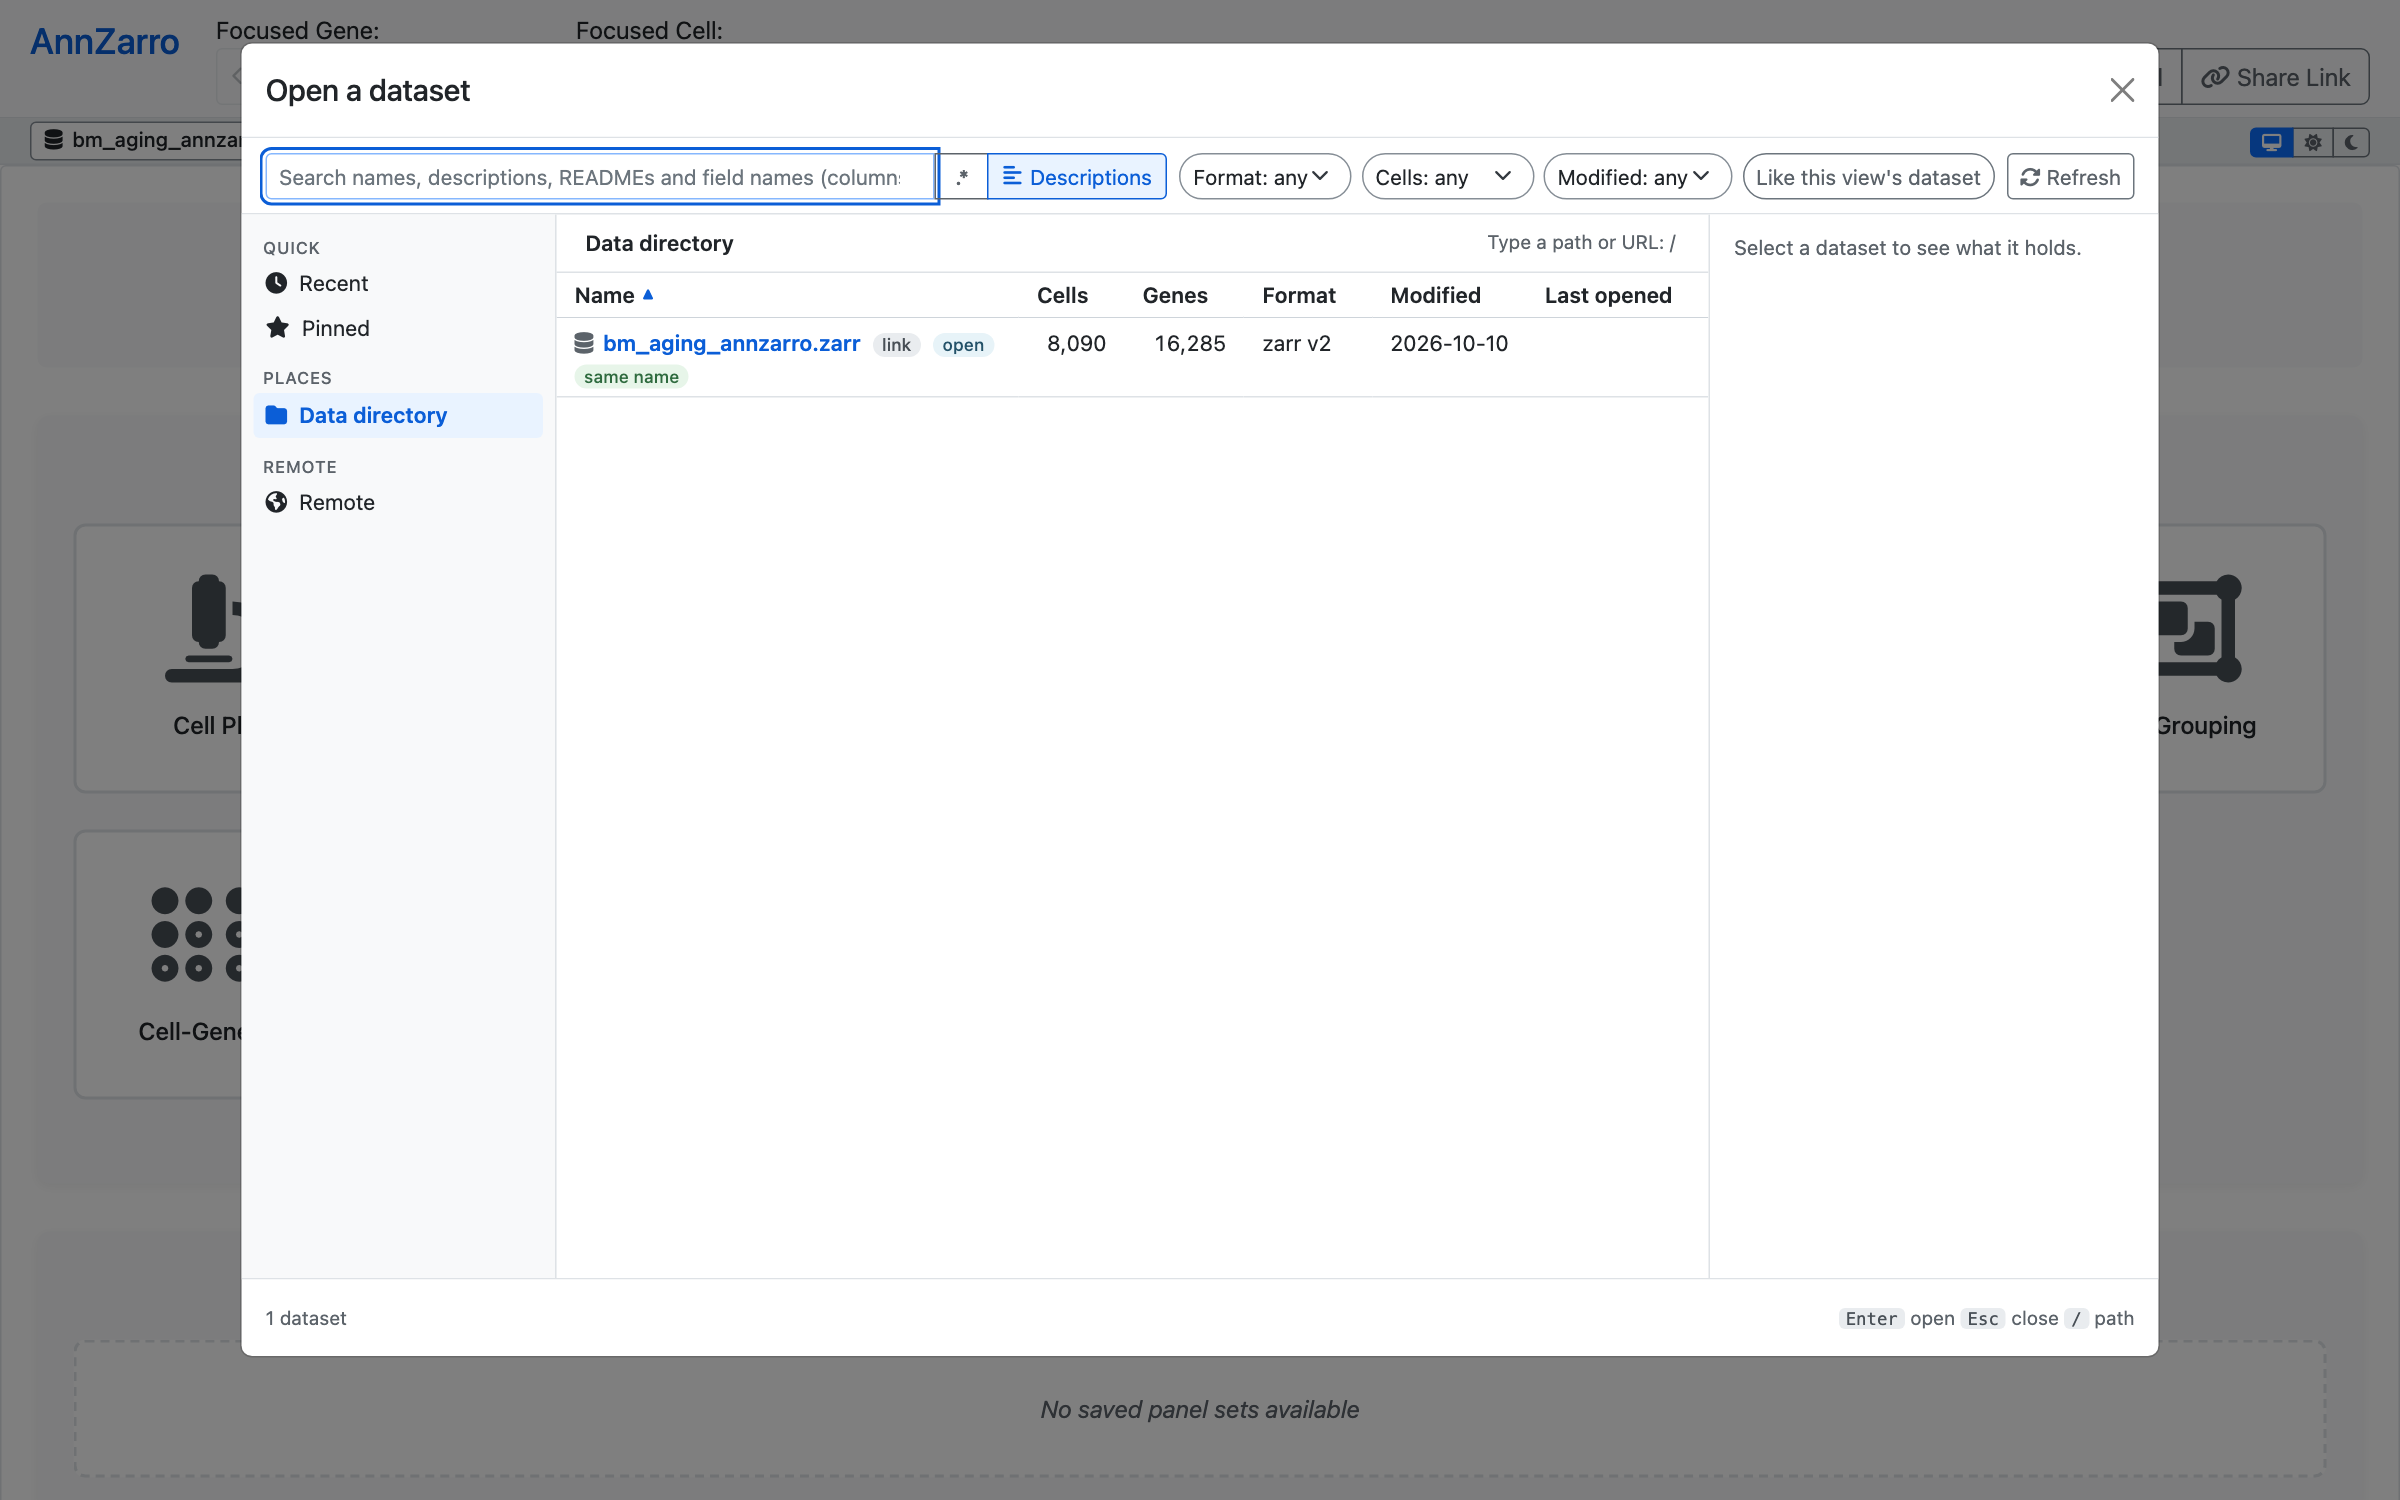 AnnZarro
Focused Gene:
Focused Cell:
Share Link
bm_aging_annzar
Open a dataset
Search names, descriptions, READMEs and field names (column
.*
Descriptions
Format: any
Cells: any
Modified: any
Like this view's dataset
Refresh
QUICK
Recent
Pinned
PLACES
Data directory
REMOTE
Remote
Data directory
Type a path or URL: /
Name ▲ Cells Genes Format Modified Last opened
bm_aging_annzarro.zarr link open 8,090 16,285 zarr v2 2026-10-10
same name
Select a dataset to see what it holds.
Cell Pl
Grouping
Cell-Gene
1 dataset
Enter open Esc close / path
No saved panel sets available